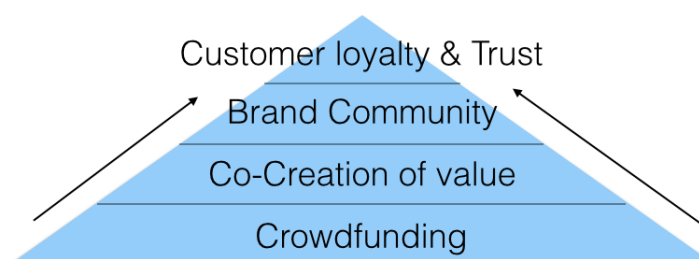 Customer loyalty & Trust
Brand Community
Co-Creation of value
Crowdfunding